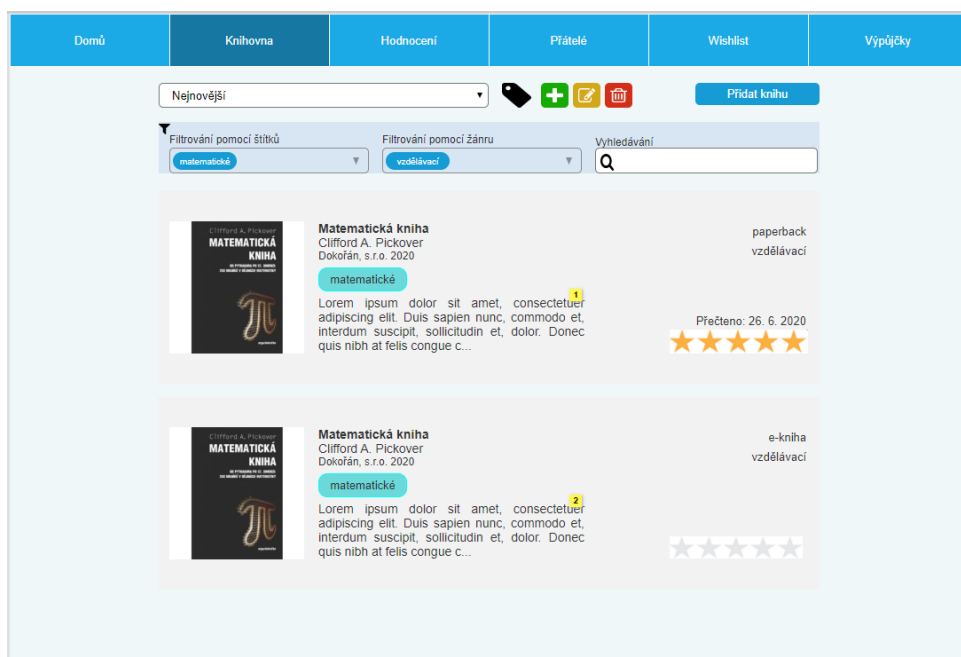 Domů
Knihovna
Hodnocení
Přátelé
Wishlist
Výpůjčky
Nejnovější
Přidat knihu
Filtrování pomocí štítků
Filtrování pomocí žánru
Vyhledávání
matematické
vzdělávací
Clifford A. Pickover
MATEMATICKÁ
KNIHA
Matematická kniha
Clifford A. Pickover
Dokořán, s.r.o. 2020
matematické
1
Lorem ipsum dolor sit amet, consectetuer
adipiscing elit. Duis sapien nunc, commodo et,
interdum suscipit, sollicitudin et, dolor. Donec
quis nibh at felis congue c...
paperback
vzdělávací
Přečteno: 26. 6. 2020
Clifford A. Pickover
MATEMATICKÁ
KNIHA
Matematická kniha
Clifford A. Pickover
Dokořán, s.r.o. 2020
matematické
2
Lorem ipsum dolor sit amet, consectetuer
adipiscing elit. Duis sapien nunc, commodo et,
interdum suscipit, sollicitudin et, dolor. Donec
quis nibh at felis congue c...
e-kniha
vzdělávací